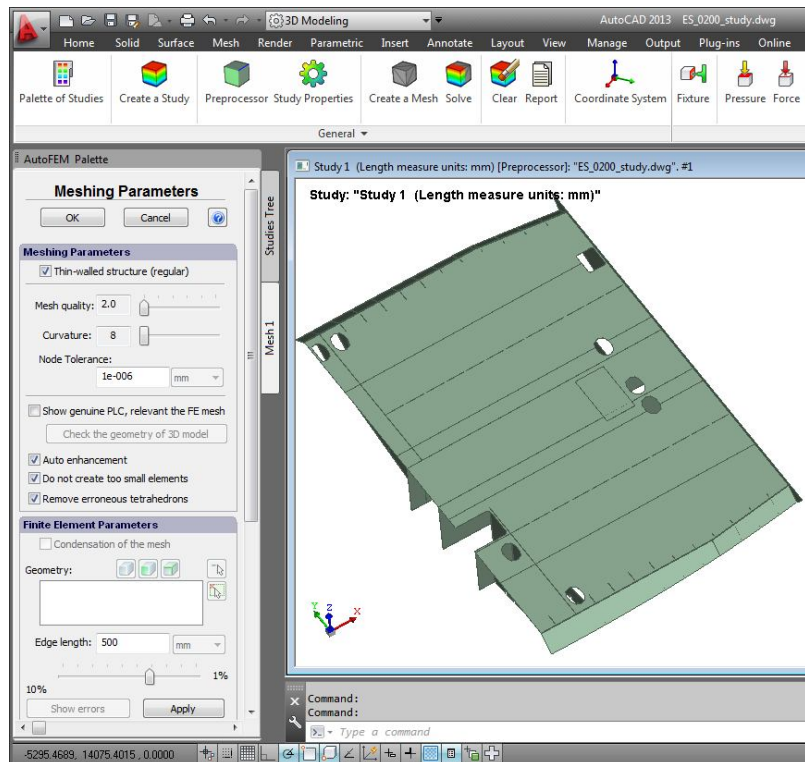 3D Modeling
AutoCAD 2013 ES_0200_study.dwg
Home Solid Surface Mesh Render Parametric Insert Annotate Layout View Manage Output Plug-ins Online
Palette of Studies Create a Study Preprocessor Study Properties Create a Mesh Solve Clear Report Coordinate System Fixture Pressure Force
General
AutoFEM Palette
Meshing Parameters
OK Cancel
Meshing Parameters
Thin-walled structure (regular)
Mesh quality: 2.0
Curvature: 8
Node Tolerance:
1e-006 mm
Show genuine PLC, relevant the FE mesh
Check the geometry of 3D model
Auto enhancement
Do not create too small elements
Remove erroneous tetrahedrons
Finite Element Parameters
Condensation of the mesh
Geometry:
Edge length: 500 mm
1%
10%
Show errors Apply
Studies Tree
Mesh 1
Study 1 (Length measure units: mm) [Preprocessor]: "ES_0200_study.dwg". #1
Study: "Study 1 (Length measure units: mm)"
Y Z X
Command:
Command:
Type a command
-5295.4689, 14075.4015, 0.0000